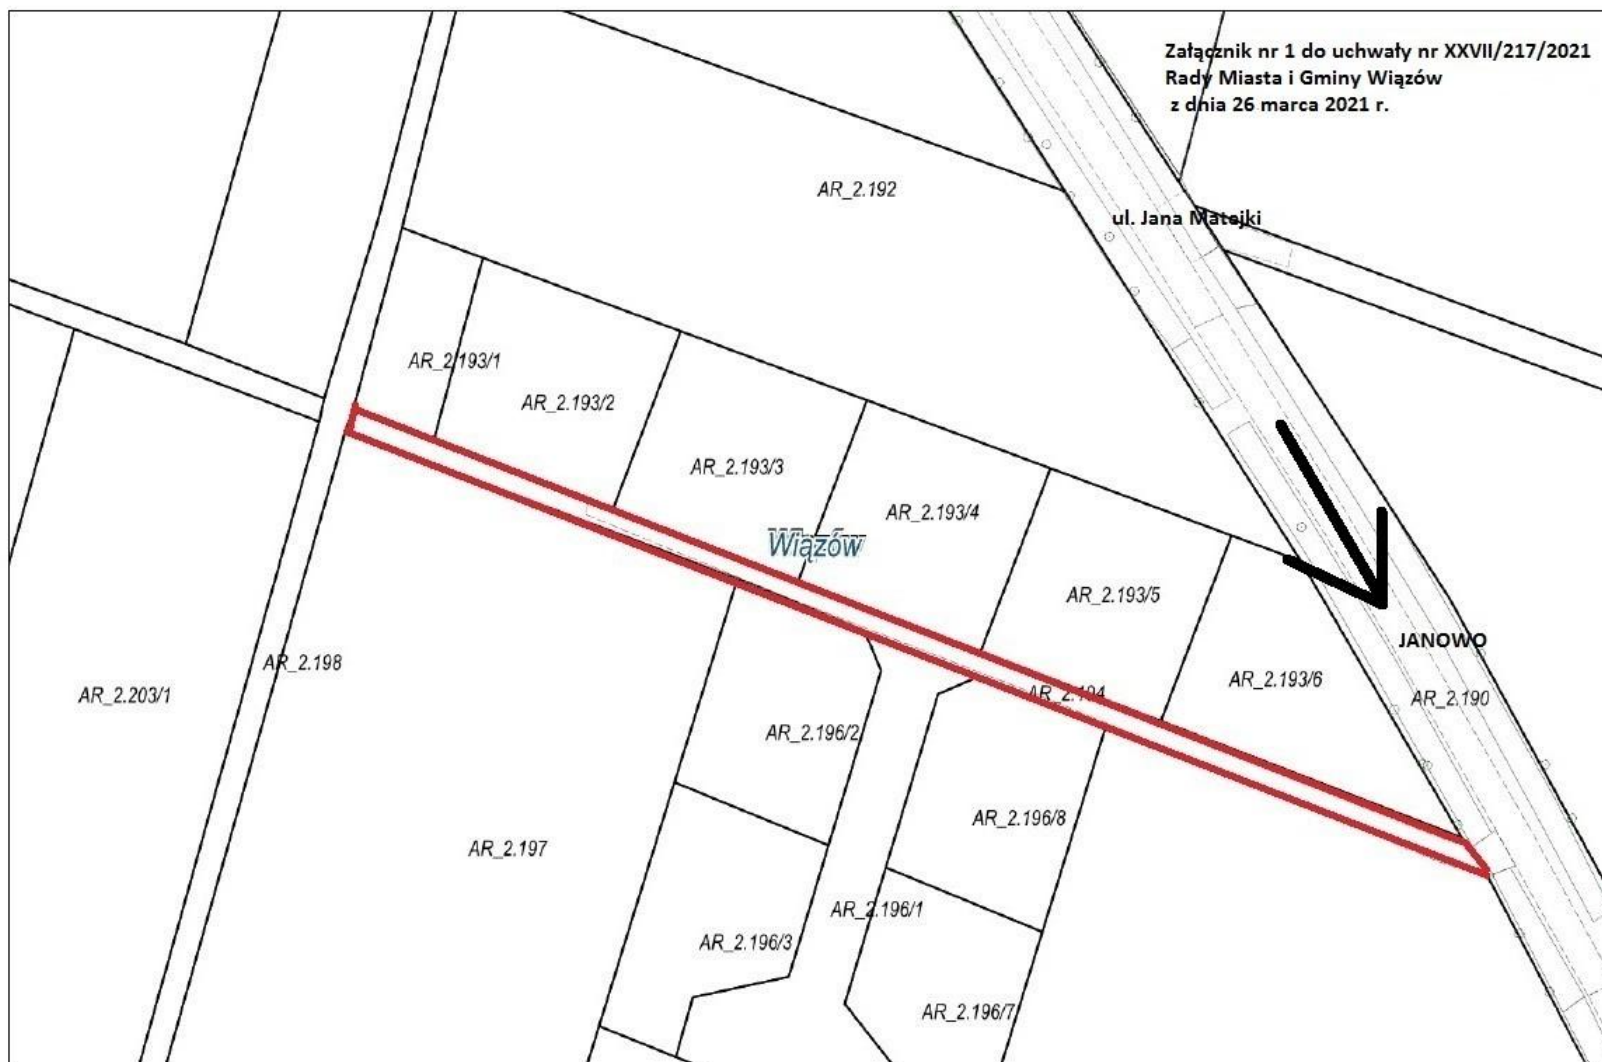 Załącznik nr 1 do uchwały nr XXVII/217/2021
Rady Miasta i Gminy Wiązów
z dnia 26 marca 2021 r.
AR_2.192
ul. Jana Matejki
AR_2.193/1
AR_2.193/2
AR_2.193/3
AR_2.193/4
Wiązów
AR_2.193/5
JANOWO
AR_2.198
AR_2.193/6
AR_2.203/1
AR_2.194
AR_2.190
AR_2.196/2
AR_2.196/8
AR_2.197
AR_2.196/1
AR_2.196/3
AR_2.196/7